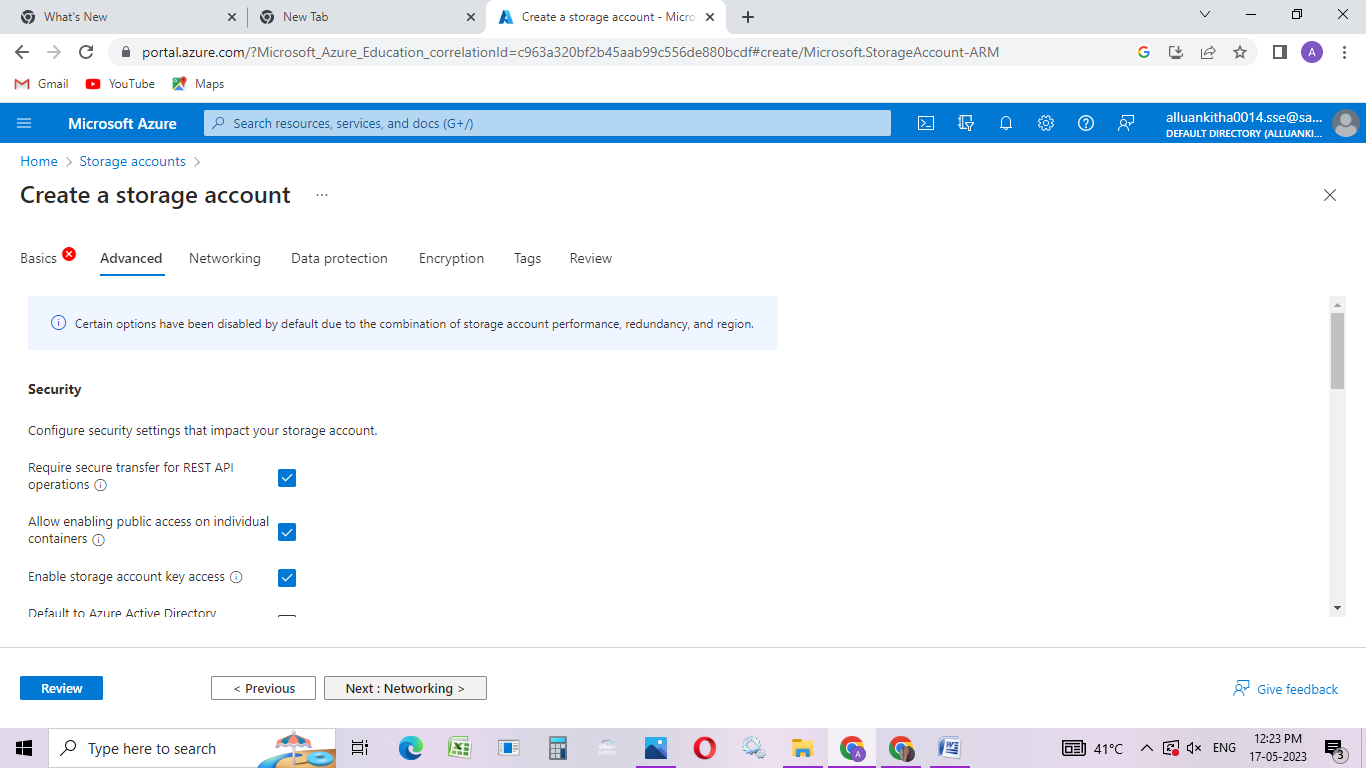 What's New
New Tab
Create a storage account - Micro
portal.azure.com/?Microsoft_Azure_Education_correlationId=c963a320bf2b45aab99c556de880bcdf#create/Microsoft.StorageAccount-ARM
G
A
Gmail
YouTube
Maps
Microsoft Azure
Search resources, services, and docs (G+/)
alluankitha0014.sse@sa...
DEFAULT DIRECTORY (ALLUANKI...
Home > Storage accounts >
Create a storage account ...
Basics
Advanced
Networking
Data protection
Encryption
Tags
Review
Certain options have been disabled by default due to the combination of storage account performance, redundancy, and region.
Security
Configure security settings that impact your storage account.
Require secure transfer for REST API
operations
Allow enabling public access on individual
containers
Enable storage account key access
Default to Azure Active Directory
Review
< Previous
Next : Networking >
Give feedback
Type here to search
41°C
ENG
12:23 PM
17-05-2023
3